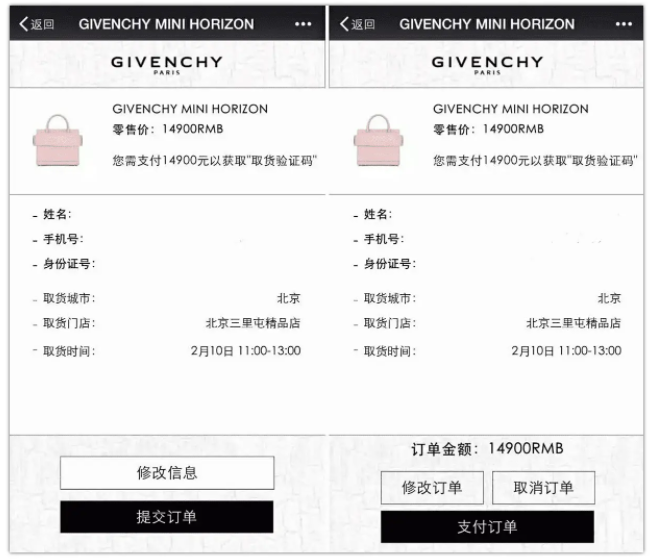 返回 GIVENCHY MINI HORIZON
GIVENCHY
PARIS
GIVENCHY MINI HORIZON
零售价：14900RMB
您需支付14900元以获取"取货验证码"
- 姓名：
- 手机号：
- 身份证号：
- 取货城市： 北京
- 取货门店： 北京三里屯精品店
- 取货时间： 2月10日 11:00-13:00
修改信息
提交订单
返回 GIVENCHY MINI HORIZON
GIVENCHY
PARIS
GIVENCHY MINI HORIZON
零售价：14900RMB
您需支付14900元以获取"取货验证码"
- 姓名：
- 手机号：
- 身份证号：
- 取货城市： 北京
- 取货门店： 北京三里屯精品店
- 取货时间： 2月10日 11:00-13:00
订单金额：14900RMB
修改订单 取消订单
支付订单